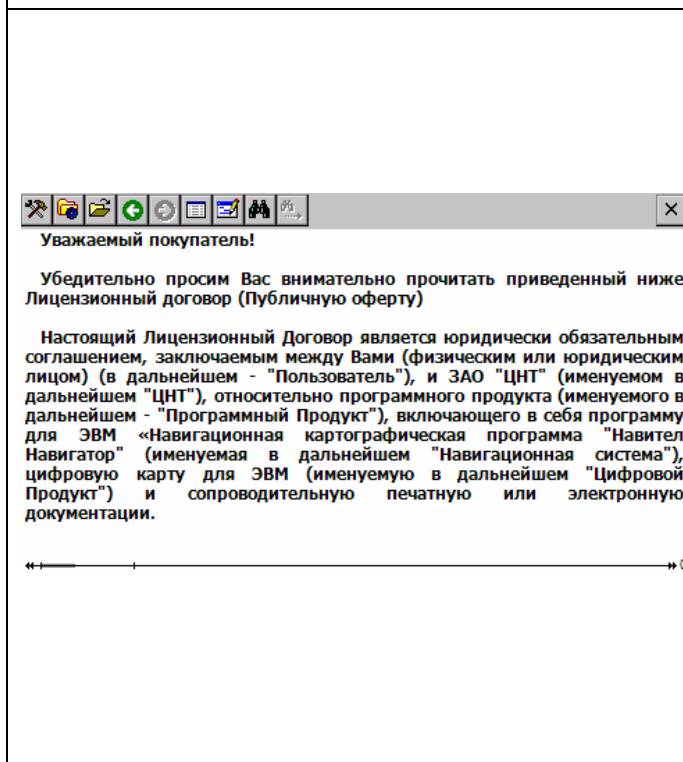 Уважаемый покупатель!
Убедительно просим Вас внимательно прочитать приведенный ниже
Лицензионный договор (Публичную оферту)
Настоящий Лицензионный Договор является юридически обязательным
соглашением, заключаемым между Вами (физическим или юридическим
лицом) (в дальнейшем - "Пользователь"), и ЗАО "ЦНТ" (именуемом в
дальнейшем "ЦНТ"), относительно программного продукта (именуемого в
дальнейшем - "Программный Продукт"), включающего в себя программу
для ЭВМ «Навигационная картографическая программа "Навител
Навигатор" (именуемая в дальнейшем "Навигационная система"),
цифровую карту для ЭВМ (именуемую в дальнейшем "Цифровой
Продукт") и сопроводительную печатную или электронную
документации.